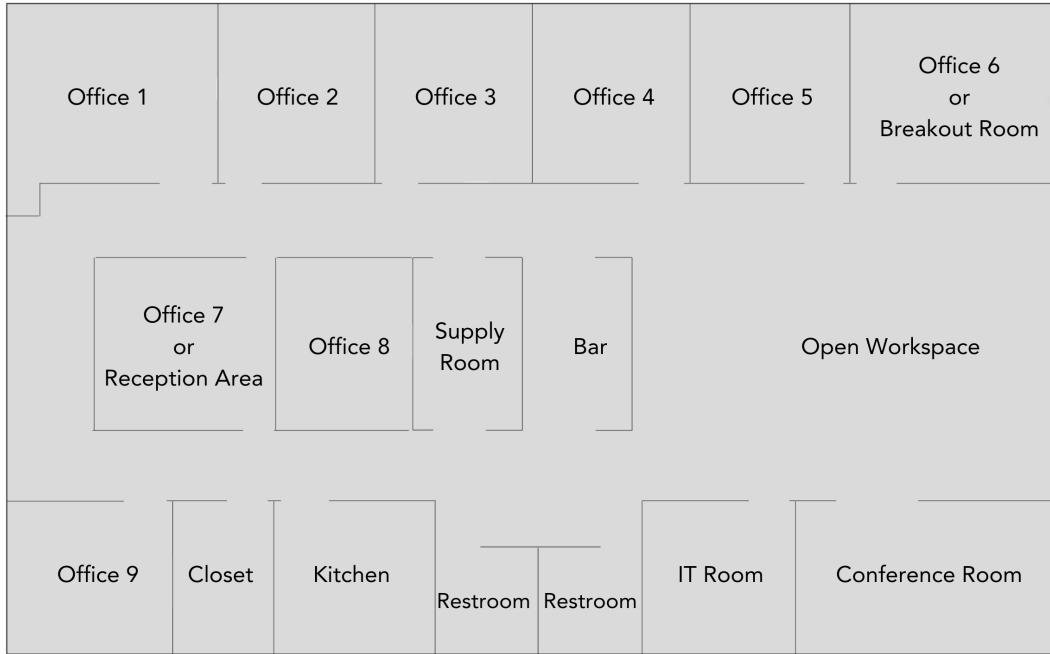 Office 1
Office 2
Office 3
Office 4
Office 5
Office 6
or
Breakout Room
Office 7
or
Reception Area
Office 8
Supply
Room
Bar
Open Workspace
Office 9
Closet
Kitchen
Restroom
Restroom
IT Room
Conference Room